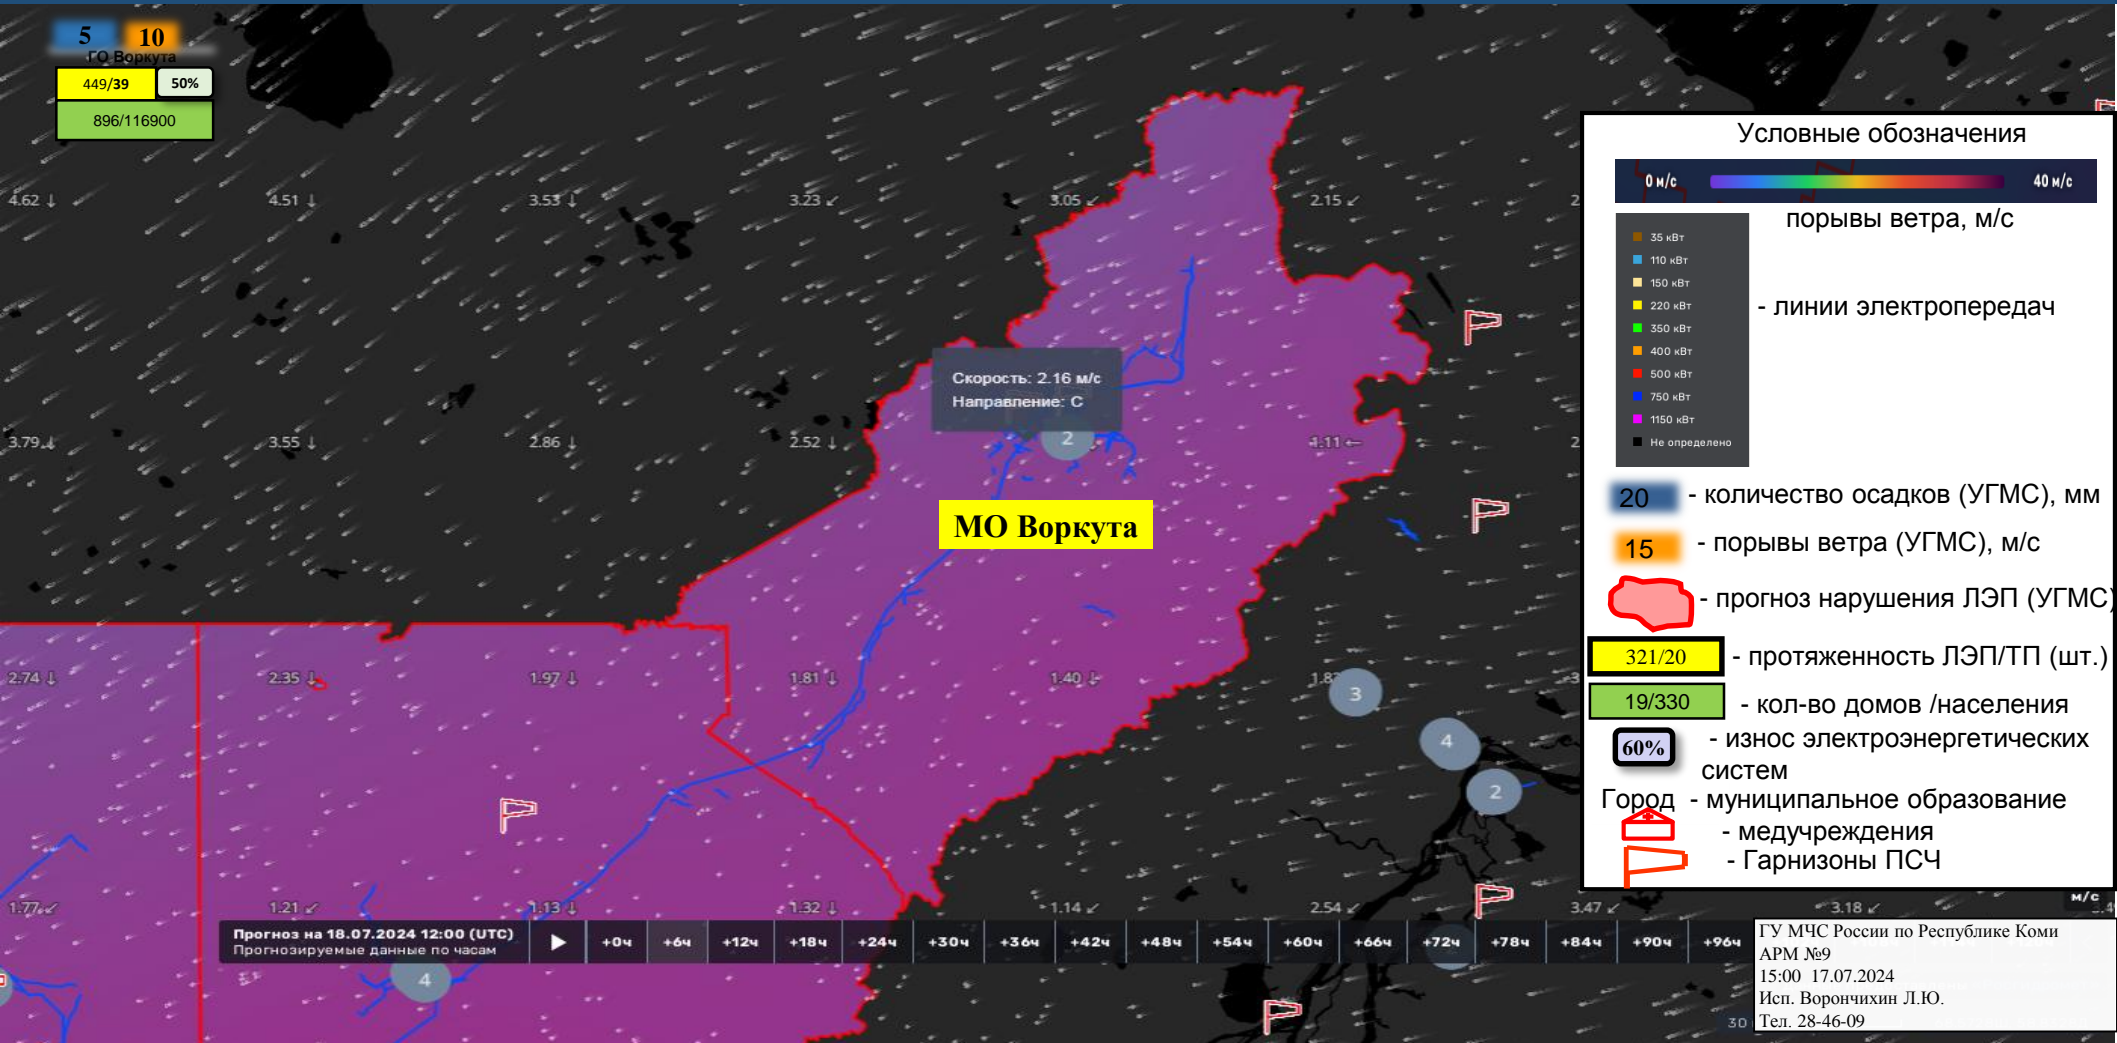 5 10
ГО Воркута
449/39 50%
896/116900
4.62 ↓ 4.51 ↓ 3.53 ↓ 3.23 ↙ 3.05 ↙ 2.15 ↙
3.79 ↓ 3.55 ↓ 2.86 ↓ 2.52 ↓ 1.11 ←
Скорость: 2.16 м/с
Направление: С
2
МО Воркута
2.74 ↓ 2.35 ↓ 1.97 ↓ 1.81 ↓ 1.40 ↓
3
4
2
1.77 ↙ 1.21 ↙ 1.13 ↓ 1.32 ↓ 1.14 ↙ 2.54 ↙ 3.47 ↙ 3.18 ↙
м/с
Прогноз на 18.07.2024 12:00 (UTC)
Прогнозируемые данные по часам
+0ч +6ч +12ч +18ч +24ч +30ч +36ч +42ч +48ч +54ч +60ч +66ч +72ч +78ч +84ч +90ч +96ч
4
30
Условные обозначения
0 м/с 40 м/с
порывы ветра, м/с
35 кВт
110 кВт
150 кВт
220 кВт
350 кВт
400 кВт
500 кВт
750 кВт
1150 кВт
Не определено
- линии электропередач
20 - количество осадков (УГМС), мм
15 - порывы ветра (УГМС), м/с
- прогноз нарушения ЛЭП (УГМС)
321/20 - протяженность ЛЭП/ТП (шт.)
19/330 - кол-во домов /населения
60% - износ электроэнергетических
систем
Город - муниципальное образование
- медучреждения
- Гарнизоны ПСЧ
ГУ МЧС России по Республике Коми
АРМ №9
15:00 17.07.2024
Исп. Ворончихин Л.Ю.
Тел. 28-46-09